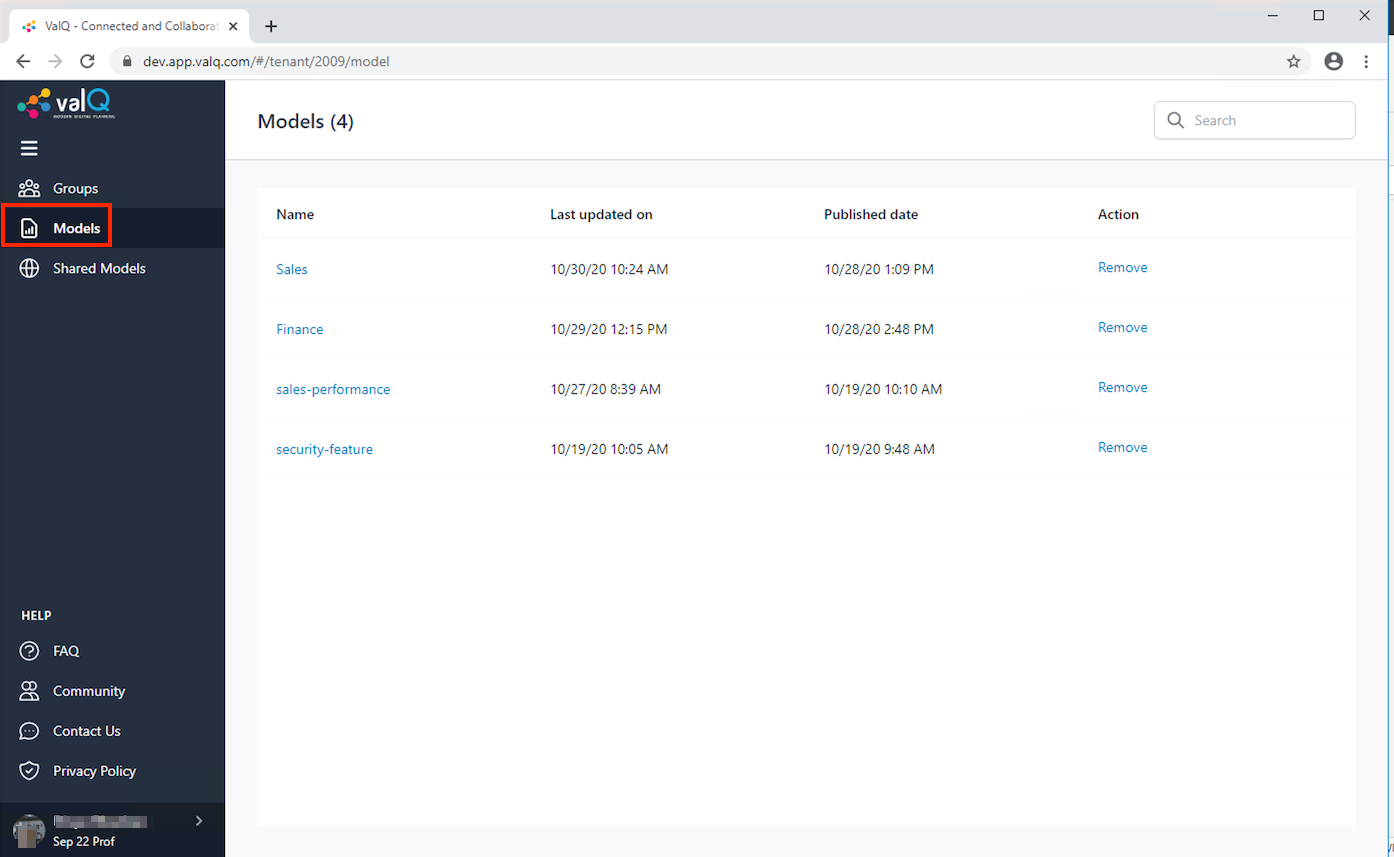 ValQ - Connected and Collaborat
dev.app.valq.com/#/tenant/2009/model
valQ
MODERN DIGITAL PLANNING
Models (4)
Search
Groups
Models
Shared Models
Name Last updated on Published date Action
Sales 10/30/20 10:24 AM 10/28/20 1:09 PM Remove
Finance 10/29/20 12:15 PM 10/28/20 2:48 PM Remove
sales-performance 10/27/20 8:39 AM 10/19/20 10:10 AM Remove
security-feature 10/19/20 10:05 AM 10/19/20 9:48 AM Remove
HELP
FAQ
Community
Contact Us
Privacy Policy
Sep 22 Prof